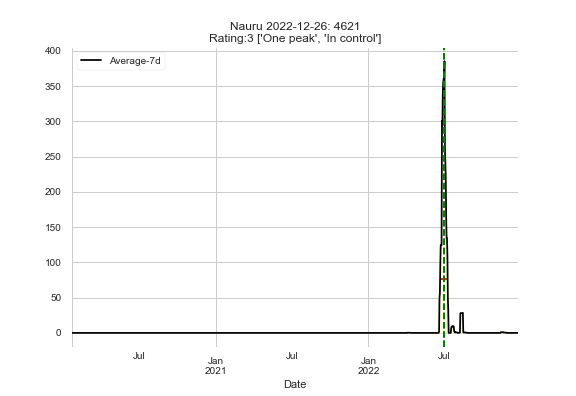 Nauru 2022-12-26: 4621
Rating:3 ['One peak', 'In control']
Average-7d
400
350
300
250
200
150
100
50
0
Jul
Jan
2021
Jul
Jan
2022
Jul
Date